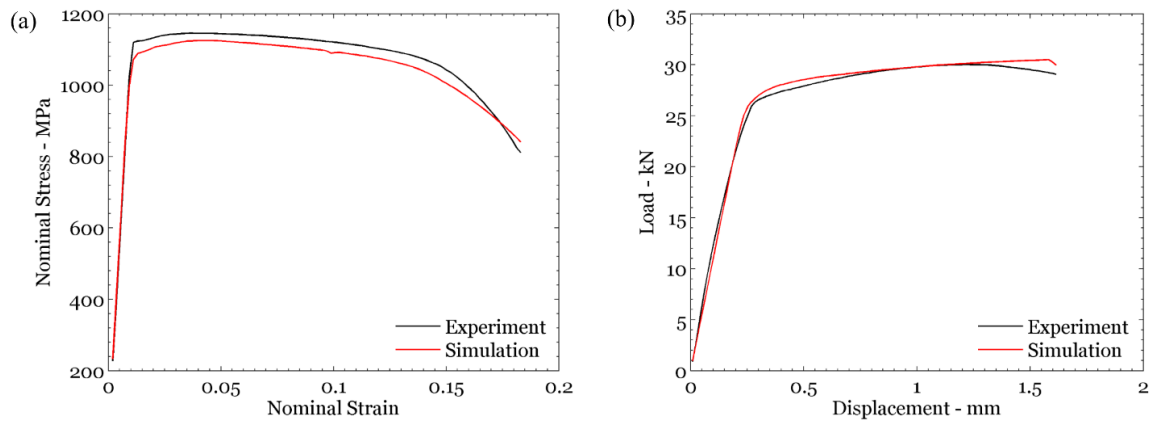 (a)
1200
1000
800
600
400
200
Nominal Stress - MPa
Experiment
Simulation
0
0.05
0.1
0.15
0.2
Nominal Strain
(b)
35
30
25
20
15
10
5
0
Load - kN
Experiment
Simulation
0
0.5
1
1.5
2
Displacement - mm